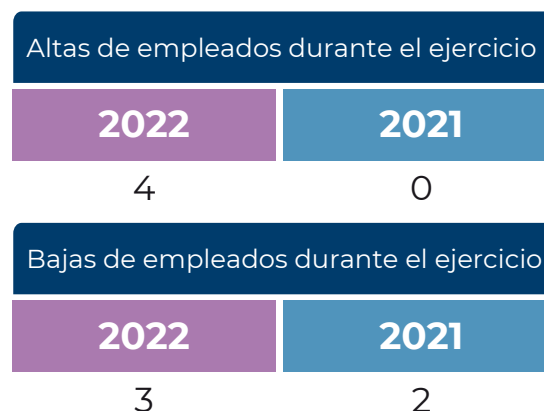 Altas de empleados durante el ejercicio
2022 2021
4 0
Bajas de empleados durante el ejercicio
2022 2021
3 2